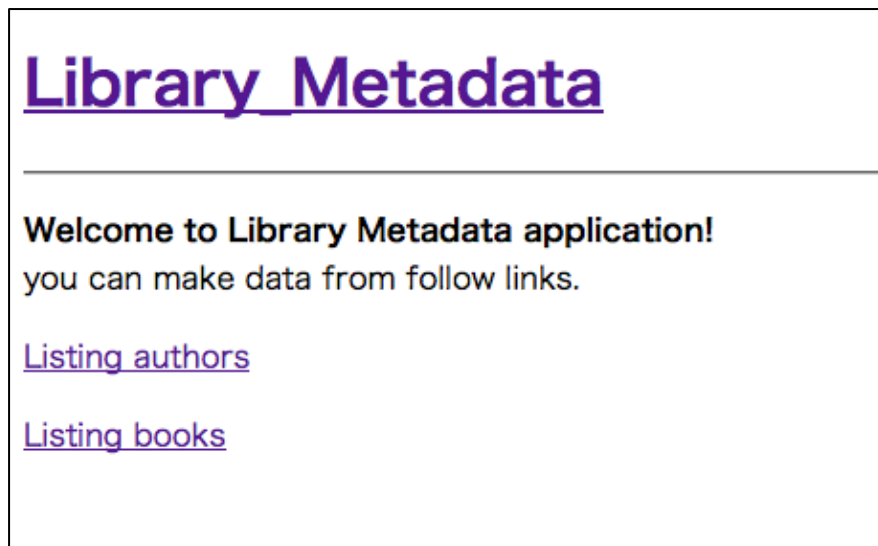 Library_Metadata
Welcome to Library Metadata application!
you can make data from follow links.
Listing authors
Listing books